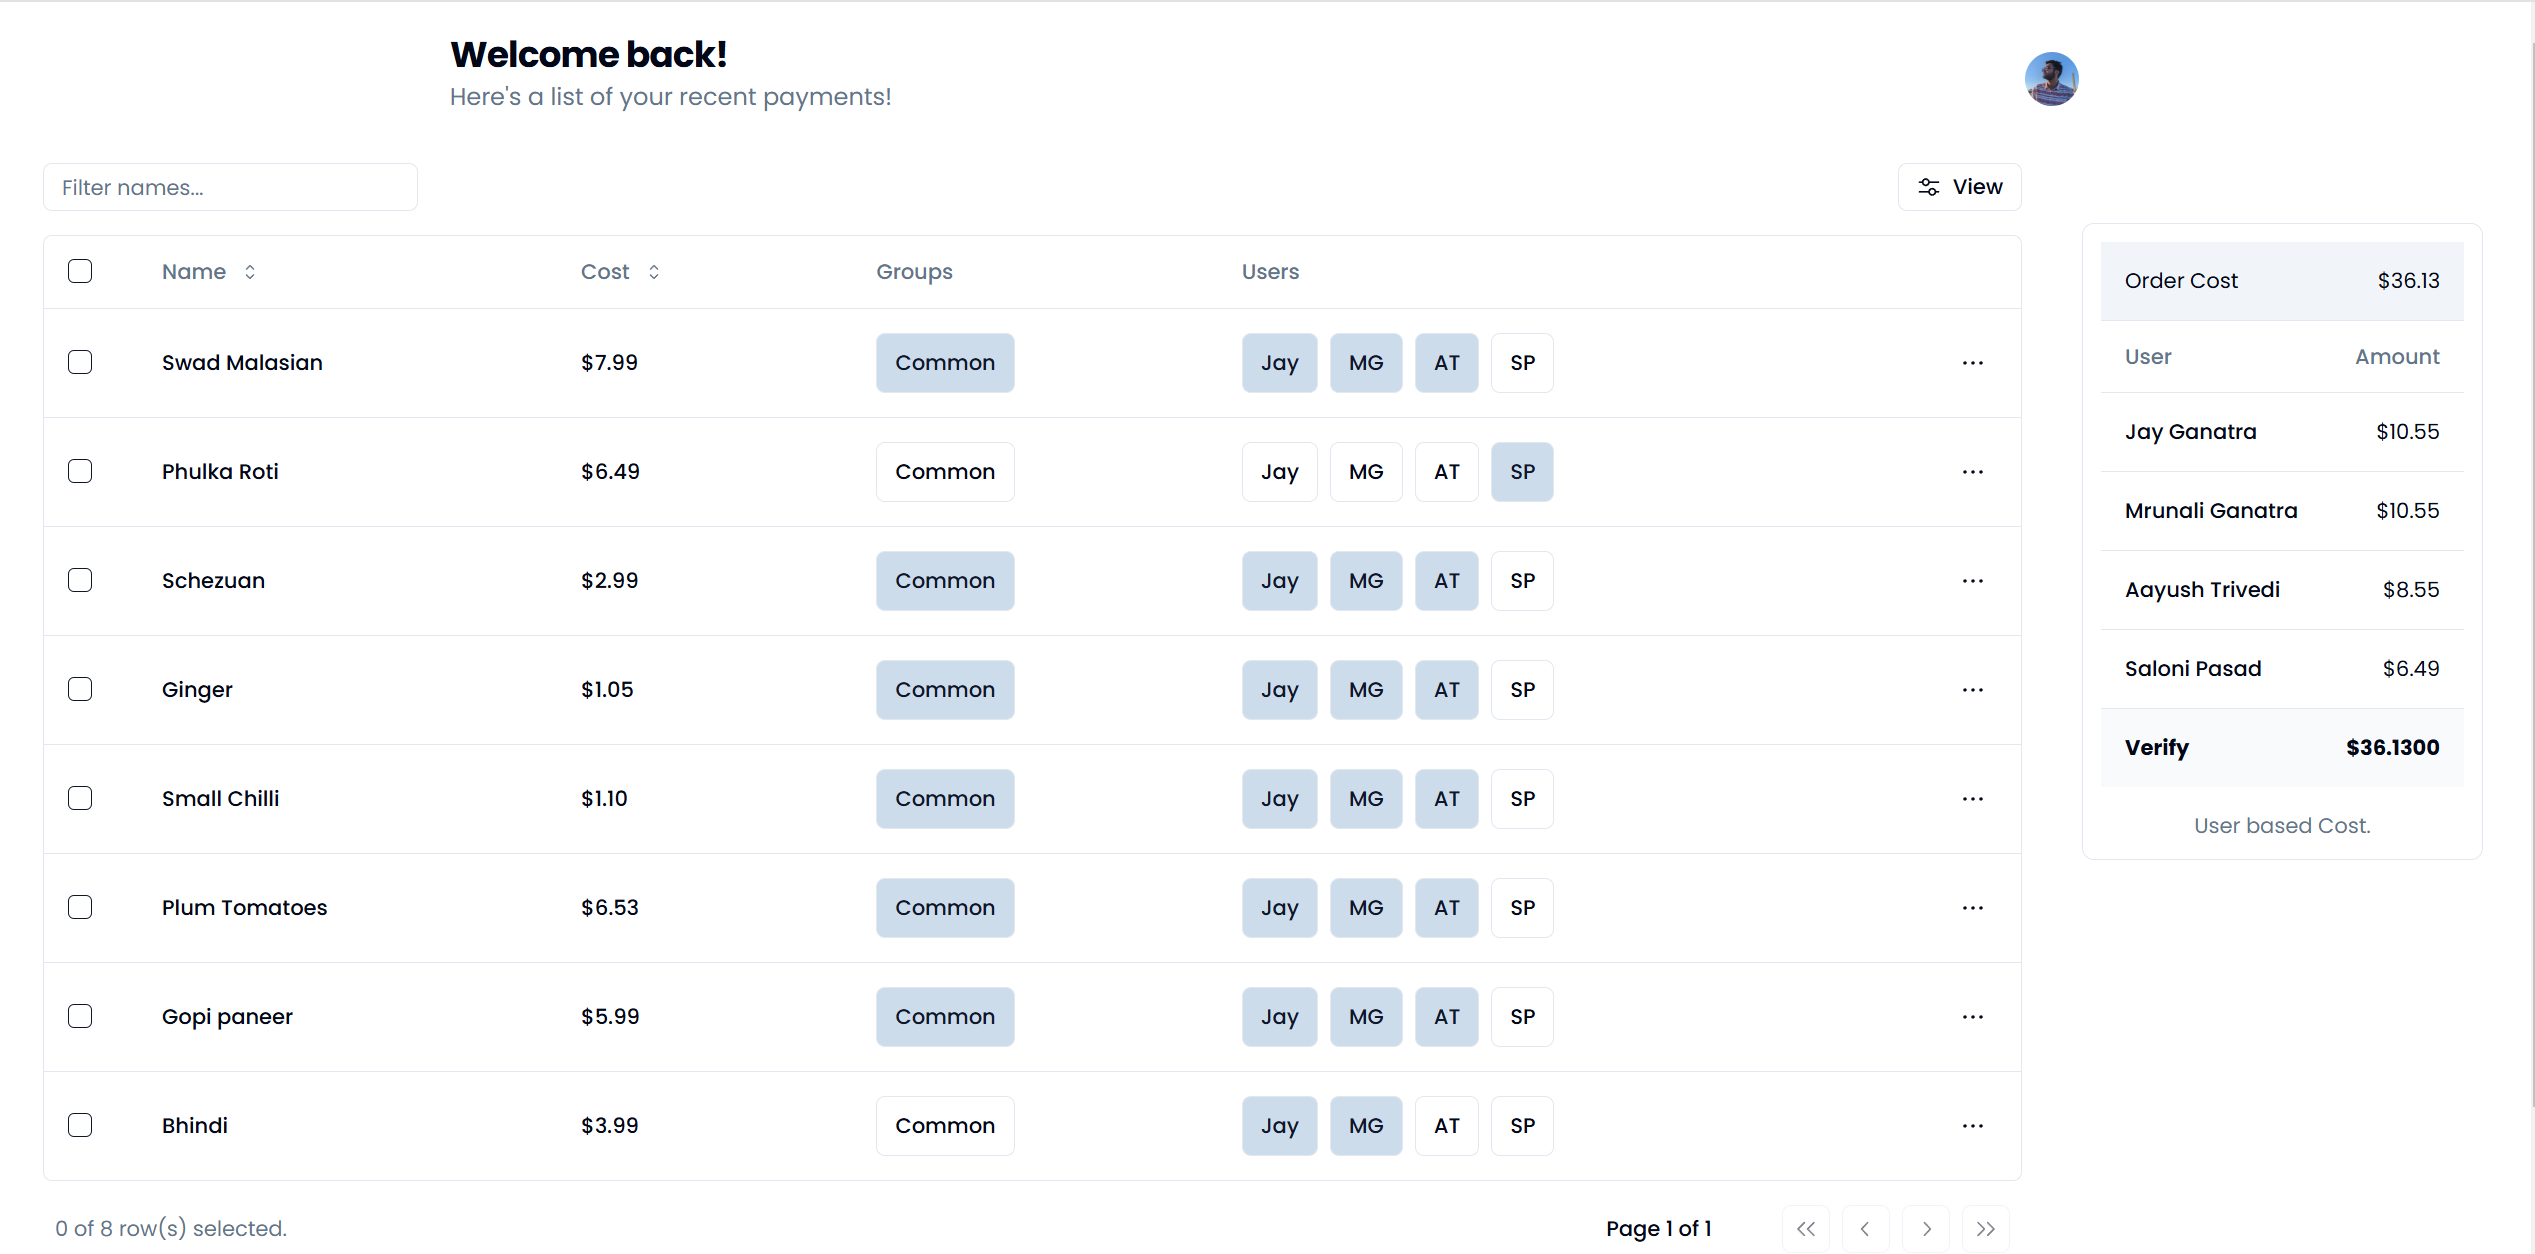 Welcome back!
Here's a list of your recent payments!
Filter names...
View
Name Cost Groups Users
Swad Malasian $7.99 Common Jay MG AT SP
Phulka Roti $6.49 Common Jay MG AT SP
Schezuan $2.99 Common Jay MG AT SP
Ginger $1.05 Common Jay MG AT SP
Small Chilli $1.10 Common Jay MG AT SP
Plum Tomatoes $6.53 Common Jay MG AT SP
Gopi paneer $5.99 Common Jay MG AT SP
Bhindi $3.99 Common Jay MG AT SP
0 of 8 row(s) selected.
Page 1 of 1
Order Cost $36.13
User Amount
Jay Ganatra $10.55
Mrunali Ganatra $10.55
Aayush Trivedi $8.55
Saloni Pasad $6.49
Verify $36.1300
User based Cost.